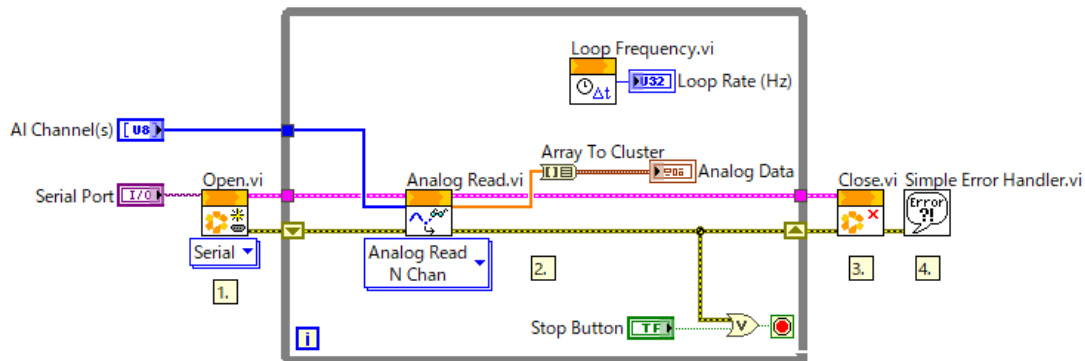 Loop Frequency.vi
Δt
U32
Loop Rate (Hz)
AI Channel(s)
[U8]
Array To Cluster
Analog Data
Serial Port
I/O
Open.vi
Analog Read.vi
Close.vi
Simple Error Handler.vi
Error
?!
Serial
Analog Read
N Chan
1.
2.
3.
4.
Stop Button
TF
V
i